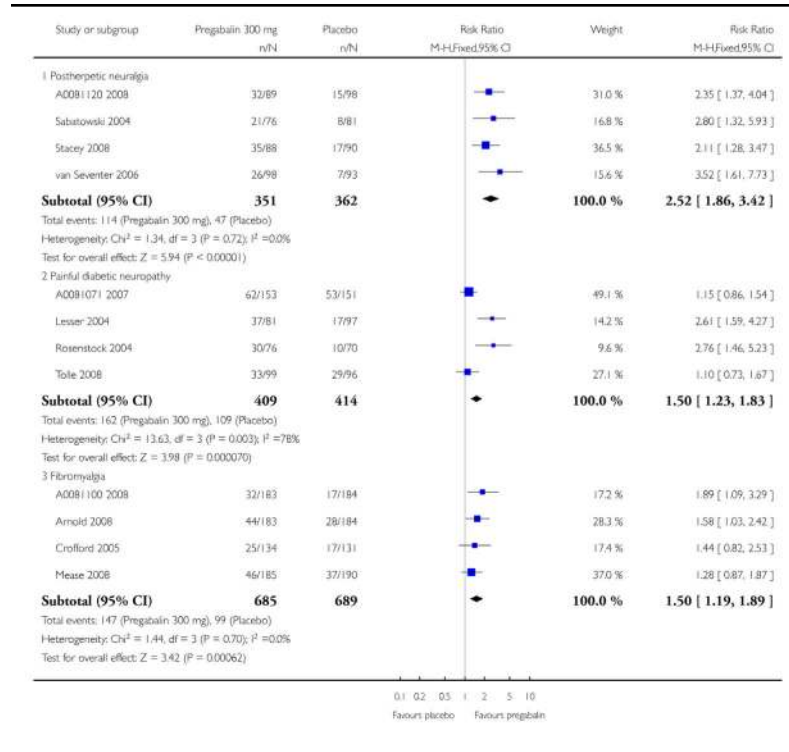 Study or subgroup Pregabalin 300 mg Placebo Risk Ratio Weight Risk Ratio
n/N n/N M-H,Fixed,95% CI M-H,Fixed,95% CI
1 Postherpetic neuralgia
A0081120 2008 32/89 15/98 31.0 % 2.35 [ 1.37, 4.04 ]
Sabatowski 2004 21/76 8/81 16.8 % 2.80 [ 1.32, 5.93 ]
Stacey 2008 35/88 17/90 36.5 % 2.11 [ 1.28, 3.47 ]
van Seventer 2006 26/98 7/93 15.6 % 3.52 [ 1.61, 7.73 ]
Subtotal (95% CI) 351 362 100.0 % 2.52 [ 1.86, 3.42 ]
Total events: 114 (Pregabalin 300 mg), 47 (Placebo)
Heterogeneity: Chi² = 1.34, df = 3 (P = 0.72); I² =0.0%
Test for overall effect: Z = 5.94 (P < 0.00001)
2 Painful diabetic neuropathy
A0081071 2007 62/153 53/151 49.1 % 1.15 [ 0.86, 1.54 ]
Lesser 2004 37/81 17/97 14.2 % 2.61 [ 1.59, 4.27 ]
Rosenstock 2004 30/76 10/70 9.6 % 2.76 [ 1.46, 5.23 ]
Tolle 2008 33/99 29/96 27.1 % 1.10 [ 0.73, 1.67 ]
Subtotal (95% CI) 409 414 100.0 % 1.50 [ 1.23, 1.83 ]
Total events: 162 (Pregabalin 300 mg), 109 (Placebo)
Heterogeneity: Chi² = 13.63, df = 3 (P = 0.003); I² =78%
Test for overall effect: Z = 3.98 (P = 0.000070)
3 Fibromyalgia
A0081100 2008 32/183 17/184 17.2 % 1.89 [ 1.09, 3.29 ]
Arnold 2008 44/183 28/184 28.3 % 1.58 [ 1.03, 2.42 ]
Crofford 2005 25/134 17/131 17.4 % 1.44 [ 0.82, 2.53 ]
Mease 2008 46/185 37/190 37.0 % 1.28 [ 0.87, 1.87 ]
Subtotal (95% CI) 685 689 100.0 % 1.50 [ 1.19, 1.89 ]
Total events: 147 (Pregabalin 300 mg), 99 (Placebo)
Heterogeneity: Chi² = 1.44, df = 3 (P = 0.70); I² =0.0%
Test for overall effect: Z = 3.42 (P = 0.00062)
0.1 0.2 0.5 1 2 5 10
Favours placebo Favours pregabalin